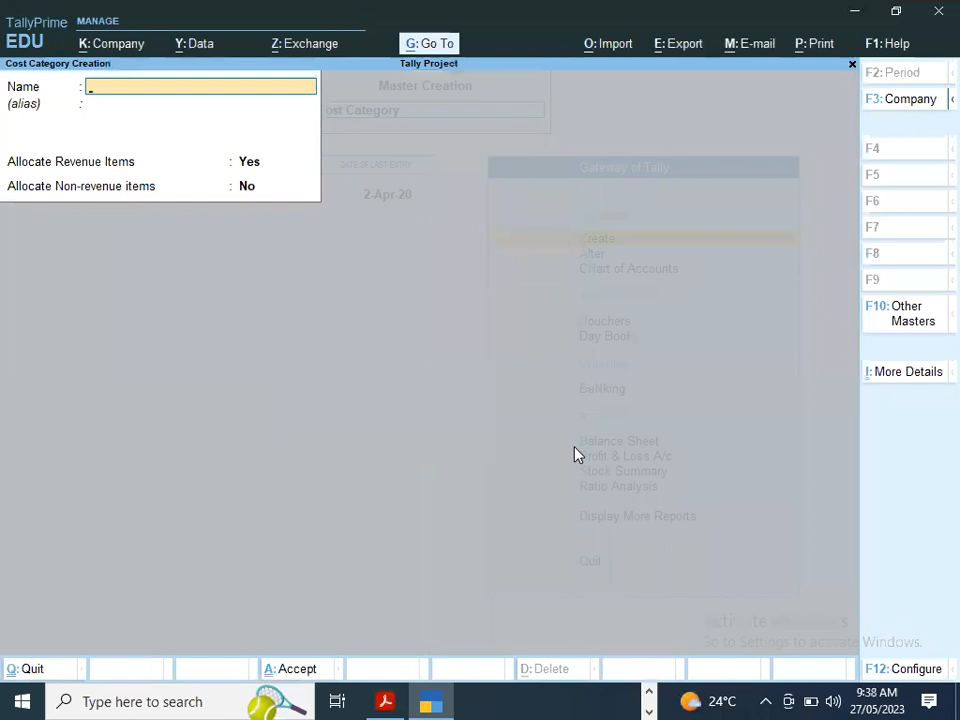 TallyPrime MANAGE
EDU
K: Company Y: Data Z: Exchange G: Go To O: Import E: Export M: E-mail P: Print F1: Help
Cost Category Creation Tally Project ×
Name :
(alias) :
Allocate Revenue Items : Yes
Allocate Non-revenue items : No
Master Creation
ost Category
DATE OF LAST ENTRY
2-Apr-20
Gateway of Tally
Create
Alter
CHart of Accounts
Vouchers
Day Book
BaNking
Balance Sheet
Profit & Loss A/c
Stock Summary
Ratio Analysis
Display More Reports
Quit
F2: Period
F3: Company
F4
F5
F6
F7
F8
F9
F10: Other
Masters
I: More Details
Go to Settings to activate Windows.
Q: Quit A: Accept D: Delete F12: Configure
Type here to search 24°C 9:38 AM
27/05/2023